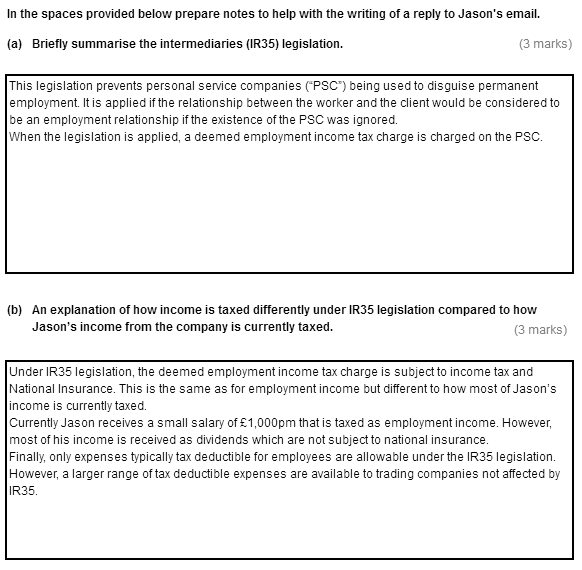 In the spaces provided below prepare notes to help with the writing of a reply to Jason's email.
(a) Briefly summarise the intermediaries (IR35) legislation. (3 marks)
This legislation prevents personal service companies ("PSC") being used to disguise permanent
employment. It is applied if the relationship between the worker and the client would be considered to
be an employment relationship if the existence of the PSC was ignored.
When the legislation is applied, a deemed employment income tax charge is charged on the PSC.
(b) An explanation of how income is taxed differently under IR35 legislation compared to how
Jason's income from the company is currently taxed. (3 marks)
Under IR35 legislation, the deemed employment income tax charge is subject to income tax and
National Insurance. This is the same as for employment income but different to how most of Jason's
income is currently taxed.
Currently Jason receives a small salary of £1,000pm that is taxed as employment income. However,
most of his income is received as dividends which are not subject to national insurance.
Finally, only expenses typically tax deductible for employees are allowable under the IR35 legislation.
However, a larger range of tax deductible expenses are available to trading companies not affected by
IR35.